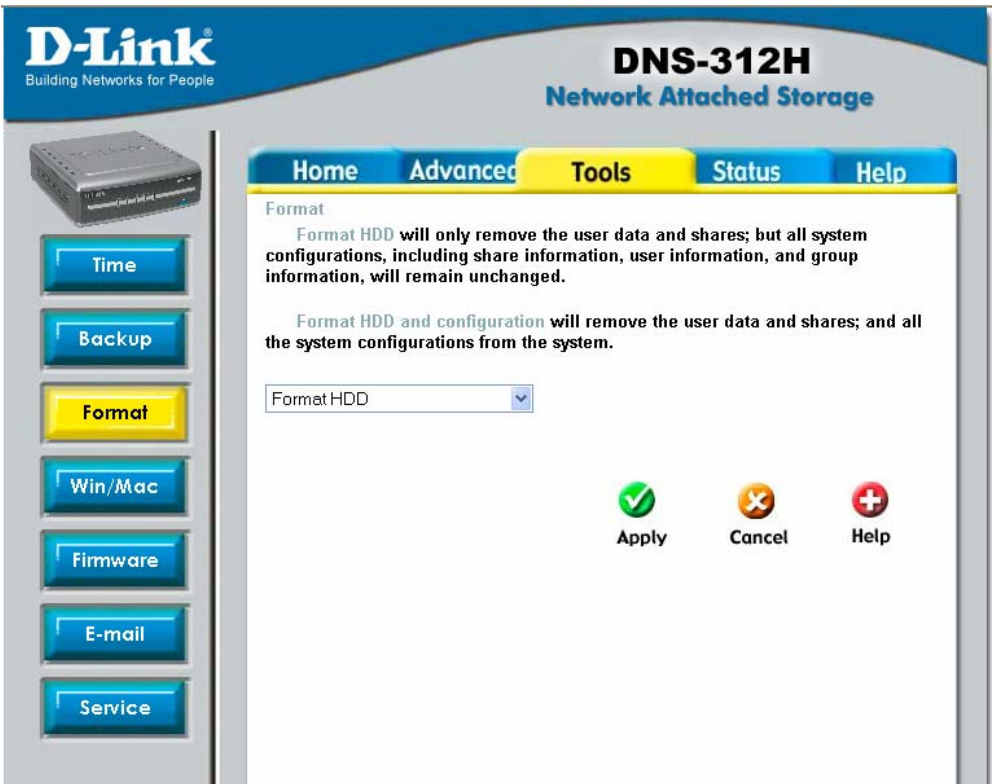 D-Link®
Building Networks for People
DNS-312H
Network Attached Storage
Home Advanced Tools Status Help
Time
Backup
Format
Win/Mac
Firmware
E-mail
Service
Format
Format HDD will only remove the user data and shares; but all system
configurations, including share information, user information, and group
information, will remain unchanged.
Format HDD and configuration will remove the user data and shares; and all
the system configurations from the system.
Format HDD
Apply Cancel Help